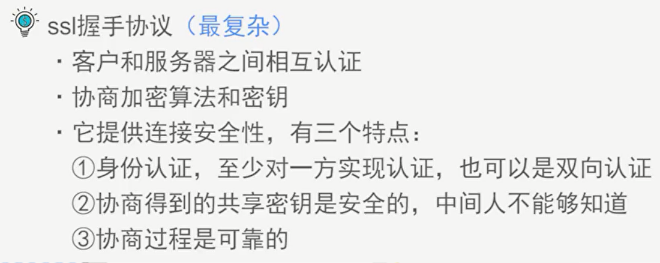 ssl握手协议（最复杂）
·客户和服务器之间相互认证
·协商加密算法和密钥
·它提供连接安全性，有三个特点：
①身份认证，至少对一方实现认证，也可以是双向认证
②协商得到的共享密钥是安全的，中间人不能够知道
③协商过程是可靠的